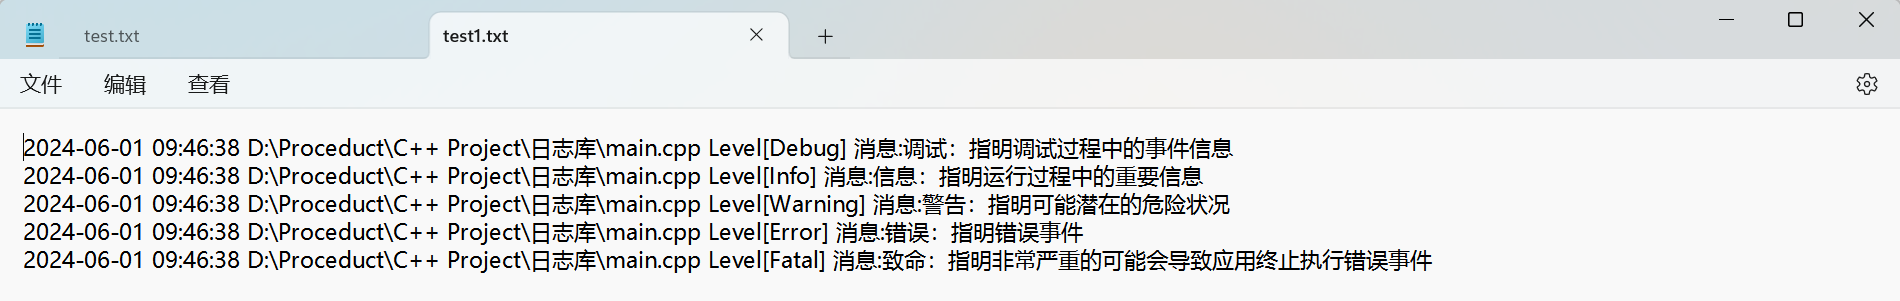 test.txt
test1.txt
文件 编辑 查看
2024-06-01 09:46:38 D:\Proceduct\C++ Project\日志库\main.cpp Level[Debug] 消息:调试：指明调试过程中的事件信息
2024-06-01 09:46:38 D:\Proceduct\C++ Project\日志库\main.cpp Level[Info] 消息:信息：指明运行过程中的重要信息
2024-06-01 09:46:38 D:\Proceduct\C++ Project\日志库\main.cpp Level[Warning] 消息:警告：指明可能潜在的危险状况
2024-06-01 09:46:38 D:\Proceduct\C++ Project\日志库\main.cpp Level[Error] 消息:错误：指明错误事件
2024-06-01 09:46:38 D:\Proceduct\C++ Project\日志库\main.cpp Level[Fatal] 消息:致命：指明非常严重的可能会导致应用终止执行错误事件